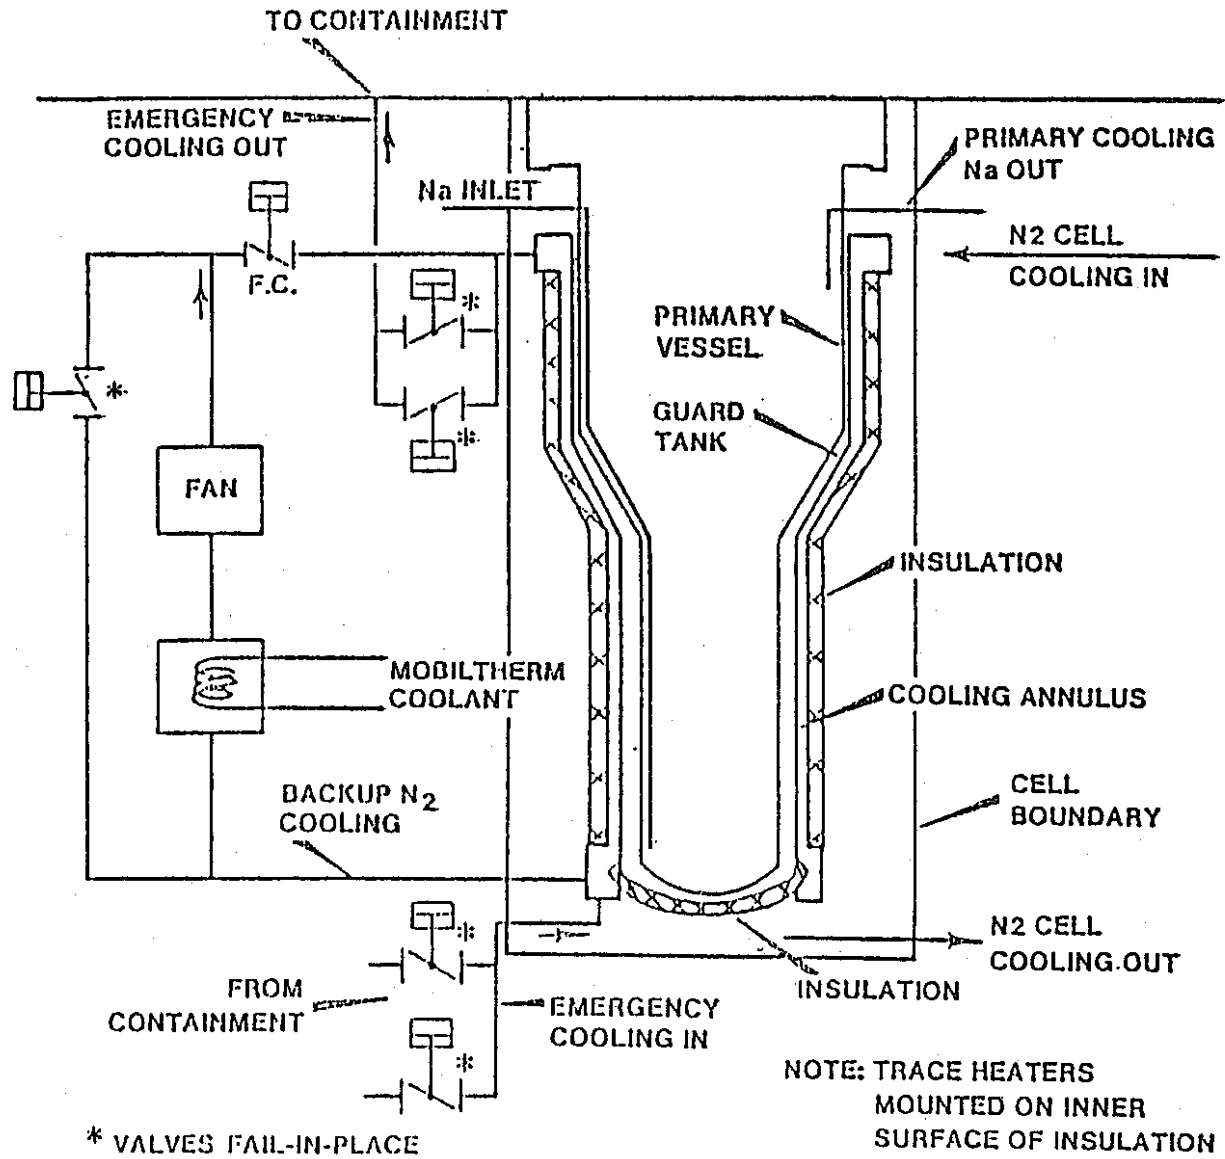 TO CONTAINMENT
EMERGENCY
COOLING OUT
PRIMARY COOLING
Na OUT
Na INLET
N2 CELL
COOLING IN
F.C.
*
PRIMARY
VESSEL
*
GUARD
TANK
*
FAN
INSULATION
MOBILTHERM
COOLANT
COOLING ANNULUS
BACKUP N2
COOLING
CELL
BOUNDARY
*
N2 CELL
COOLING OUT
FROM
CONTAINMENT
INSULATION
EMERGENCY
COOLING IN
*
NOTE: TRACE HEATERS
MOUNTED ON INNER
SURFACE OF INSULATION
* VALVES FAIL-IN-PLACE